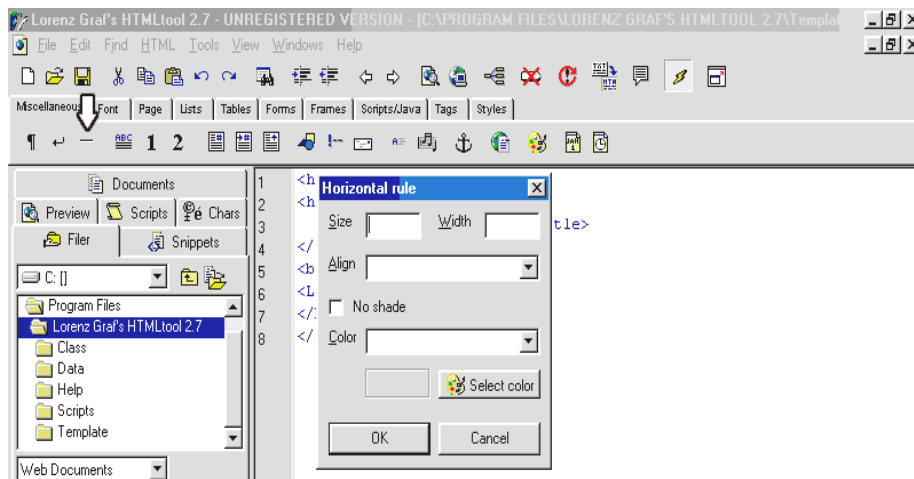 Lorenz Graf's HTMLtool 2.7 - UNREGISTERED VERSION - [C:\PROGRAM FILES\LORENZ GRAF'S HTMLTOOL 2.7\Templat
File Edit Find HTML Tools View Windows Help
Miscellaneous Font Page Lists Tables Forms Frames Scripts/Java Tags Styles
¶ ABC 1 2
Documents
Preview Scripts Chars
Filer Snippets
C: []
Program Files
Lorenz Graf's HTMLtool 2.7
Class
Data
Help
Scripts
Template
Web Documents
1 <h
2 <h
3 tle>
4 </
5 <b
6 <L
7 </
8 </
Horizontal rule
Size Width
Align
No shade
Color
Select color
OK Cancel